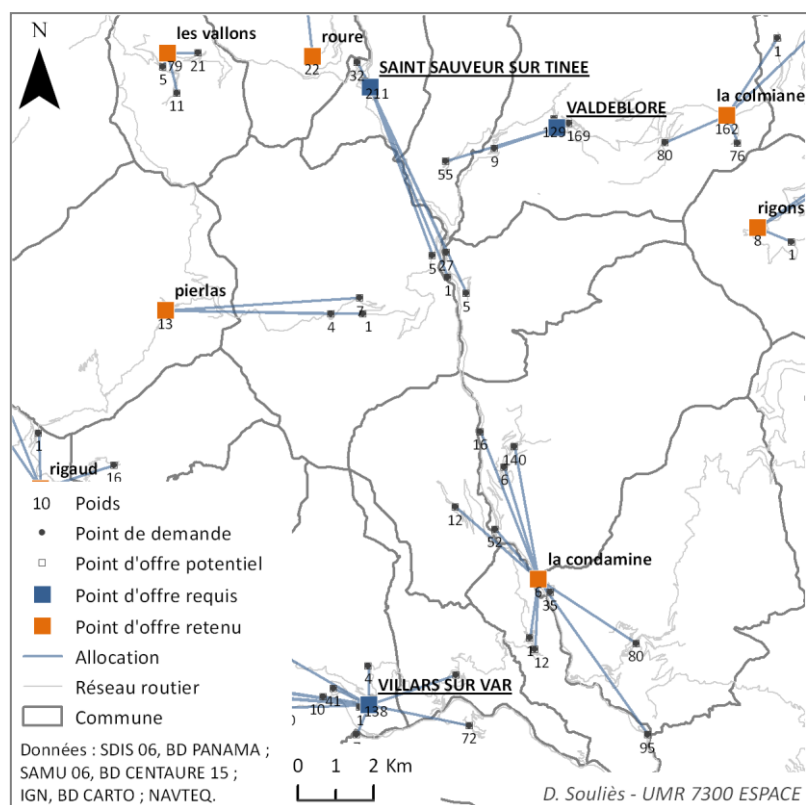 N
les vallons
79
21
5
11
roure
22
32
SAINT SAUVEUR SUR TINEE
211
VALDEBLORE
129
169
9
55
la colmiane
1
162
80
76
rigons
8
1
5
27
1
5
pierlas
13
7
4
1
1
rigaud
16
16
140
6
12
52
la condamine
6
35
1
12
80
95
4
VILLARS SUR VAR
41
10
1
138
72
10 Poids
Point de demande
Point d'offre potentiel
Point d'offre requis
Point d'offre retenu
Allocation
Réseau routier
Commune
Données : SDIS 06, BD PANAMA ;
SAMU 06, BD CENTAURE 15 ;
IGN, BD CARTO ; NAVTEQ.
0 1 2 Km
D. Souliès - UMR 7300 ESPACE